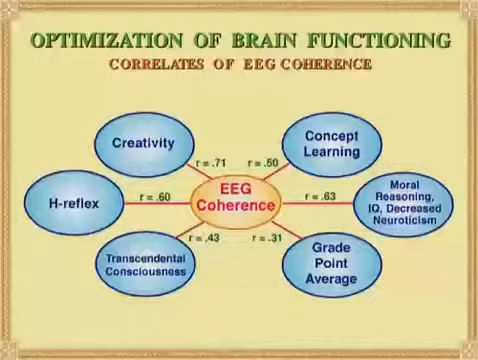 OPTIMIZATION OF BRAIN FUNCTIONING
CORRELATES OF EEG COHERENCE
Creativity
Concept
Learning
r = .71
r = .50
H-reflex
r = .60
EEG
Coherence
r = .63
Moral
Reasoning,
IQ, Decreased
Neuroticism
Transcendental
Consciousness
r = .43
r = .31
Grade
Point
Average